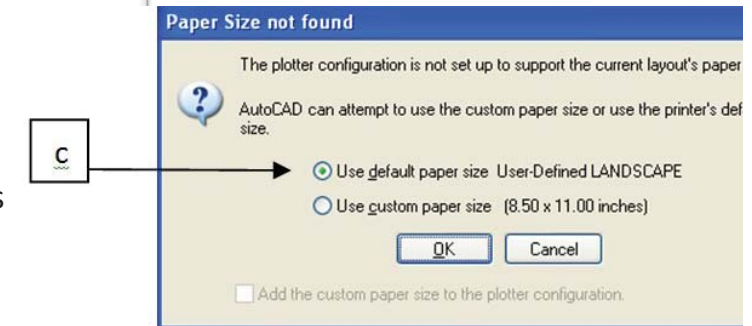 Paper Size not found
The plotter configuration is not set up to support the current layout's paper
AutoCAD can attempt to use the custom paper size or use the printer's def
size.
C
Use default paper size User-Defined LANDSCAPE
s
Use custom paper size (8.50 x 11.00 inches)
OK Cancel
Add the custom paper size to the plotter configuration.